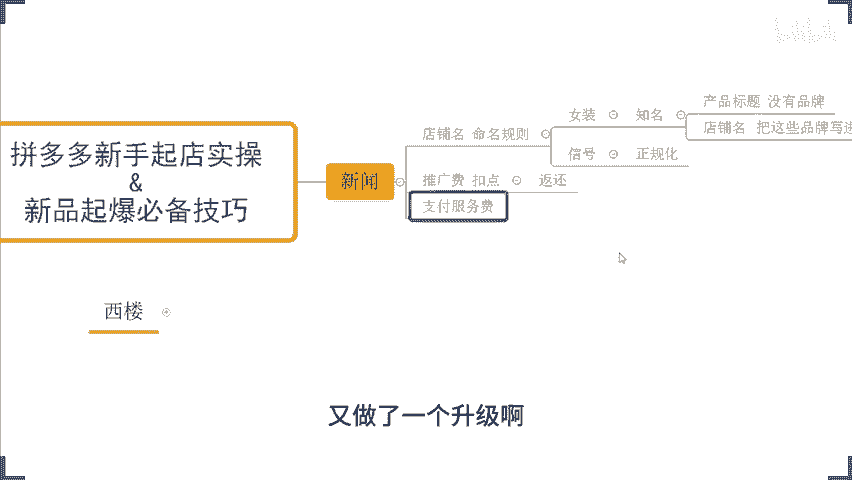 拼多多新手起店实操
&
新品起爆必备技巧
新闻
店铺名 命名规则
女装
知名
产品标题 没有品牌
店铺名 把这些品牌写进
信号
正规化
推广费 扣点
返还
支付服务费
西楼
又做了一个升级啊